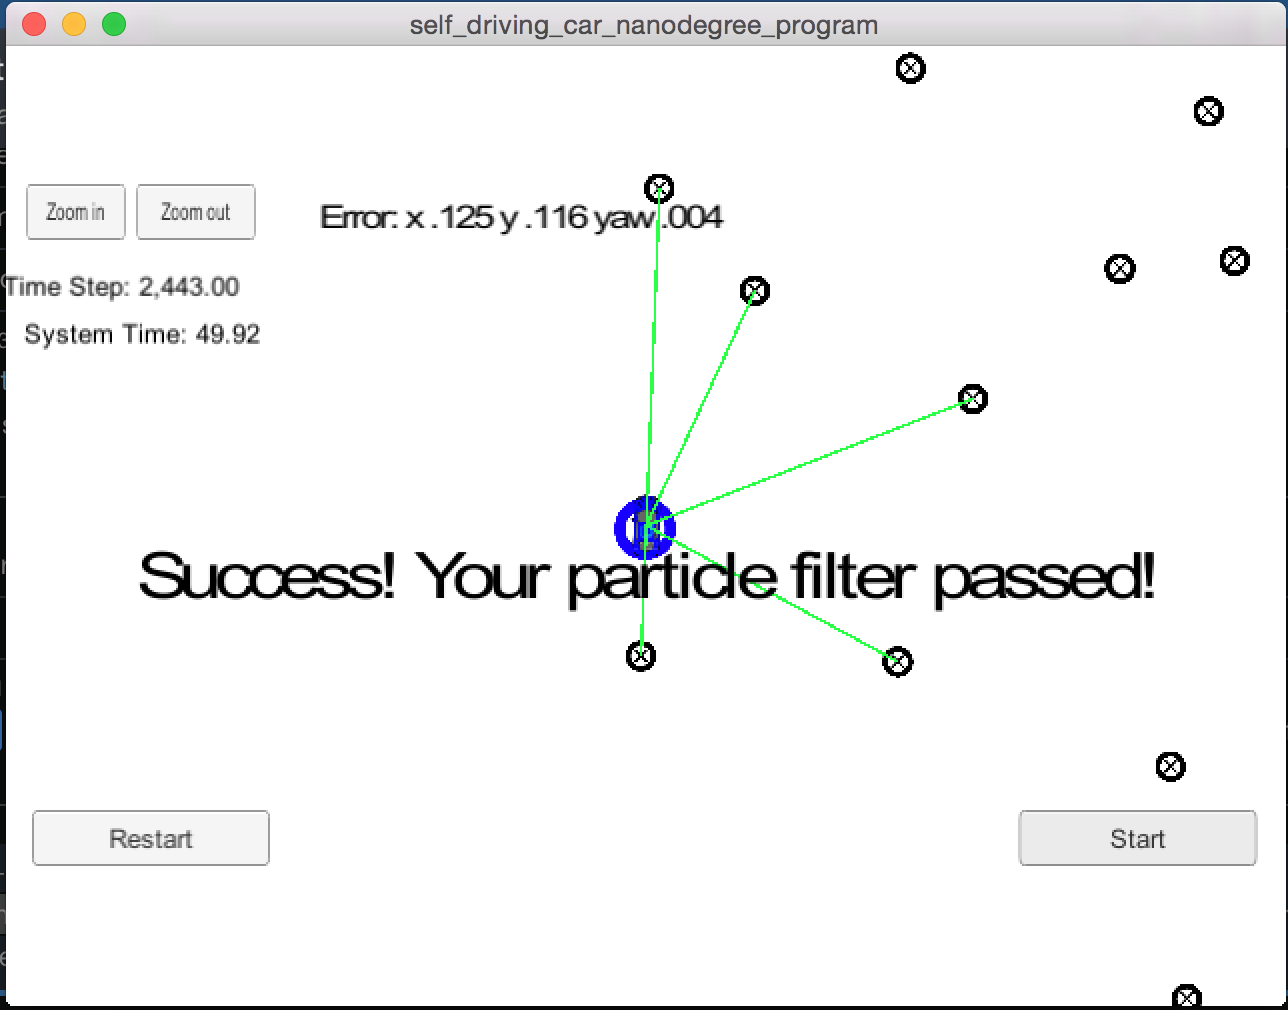 self_driving_car_nanodegree_program
Zoom in
Zoom out
Error: x .125 y .116 yaw .004
Time Step: 2,443.00
System Time: 49.92
Success! Your particle filter passed!
Restart
Start